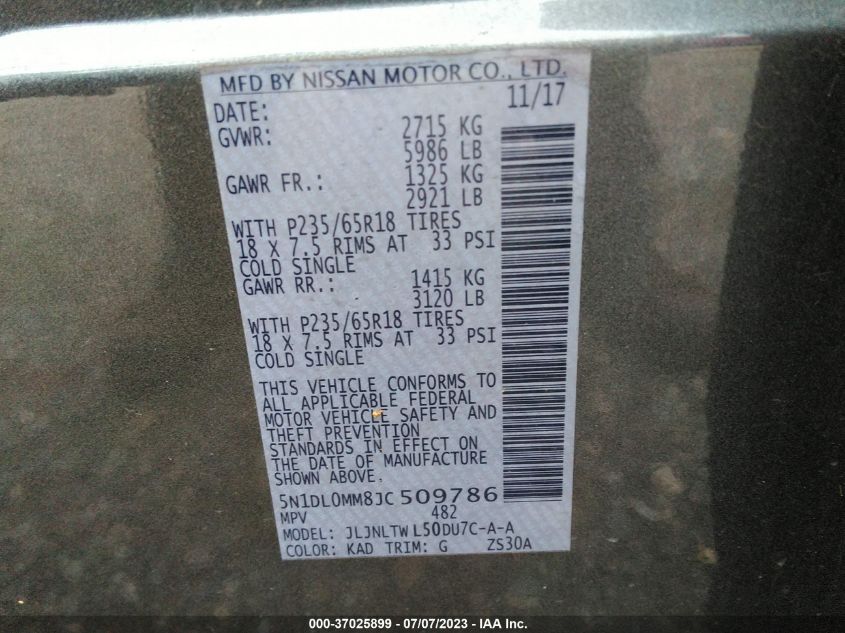 MFD BY NISSAN MOTOR CO., LTD.
DATE: 11/17
GVWR: 2715 KG
5986 LB
GAWR FR.: 1325 KG
2921 LB
WITH P235/65R18 TIRES
18 X 7.5 RIMS AT 33 PSI
COLD SINGLE
GAWR RR.: 1415 KG
3120 LB
WITH P235/65R18 TIRES
18 X 7.5 RIMS AT 33 PSI
COLD SINGLE
THIS VEHICLE CONFORMS TO
ALL APPLICABLE FEDERAL
MOTOR VEHICLE SAFETY AND
THEFT PREVENTION
STANDARDS IN EFFECT ON
THE DATE OF MANUFACTURE
SHOWN ABOVE.
5N1DL0MM8JC 509786
MPV 482
MODEL: JLJNLTW L50DU7C-A-A
COLOR: KAD TRIM: G ZS30A
000-37025899 - 07/07/2023 - IAA Inc.